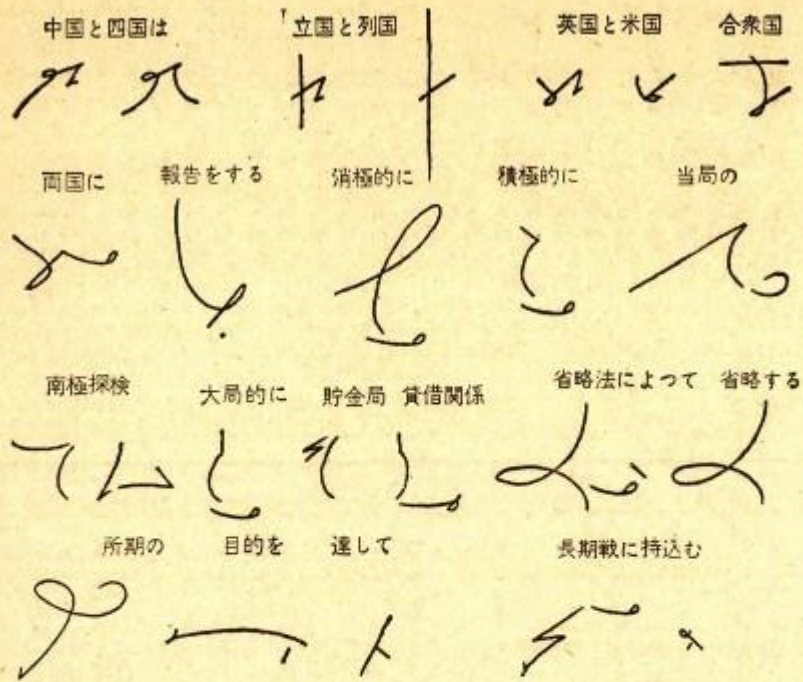 中国と四国は 立国と列国 英国と米国 合衆国
両国に 報告をする 消極的に 積極的に 当局の
南極探検 大局的に 貯金局 貸借関係 省略法によつて 省略する
所期の 目的を 達して 長期戦に持込む